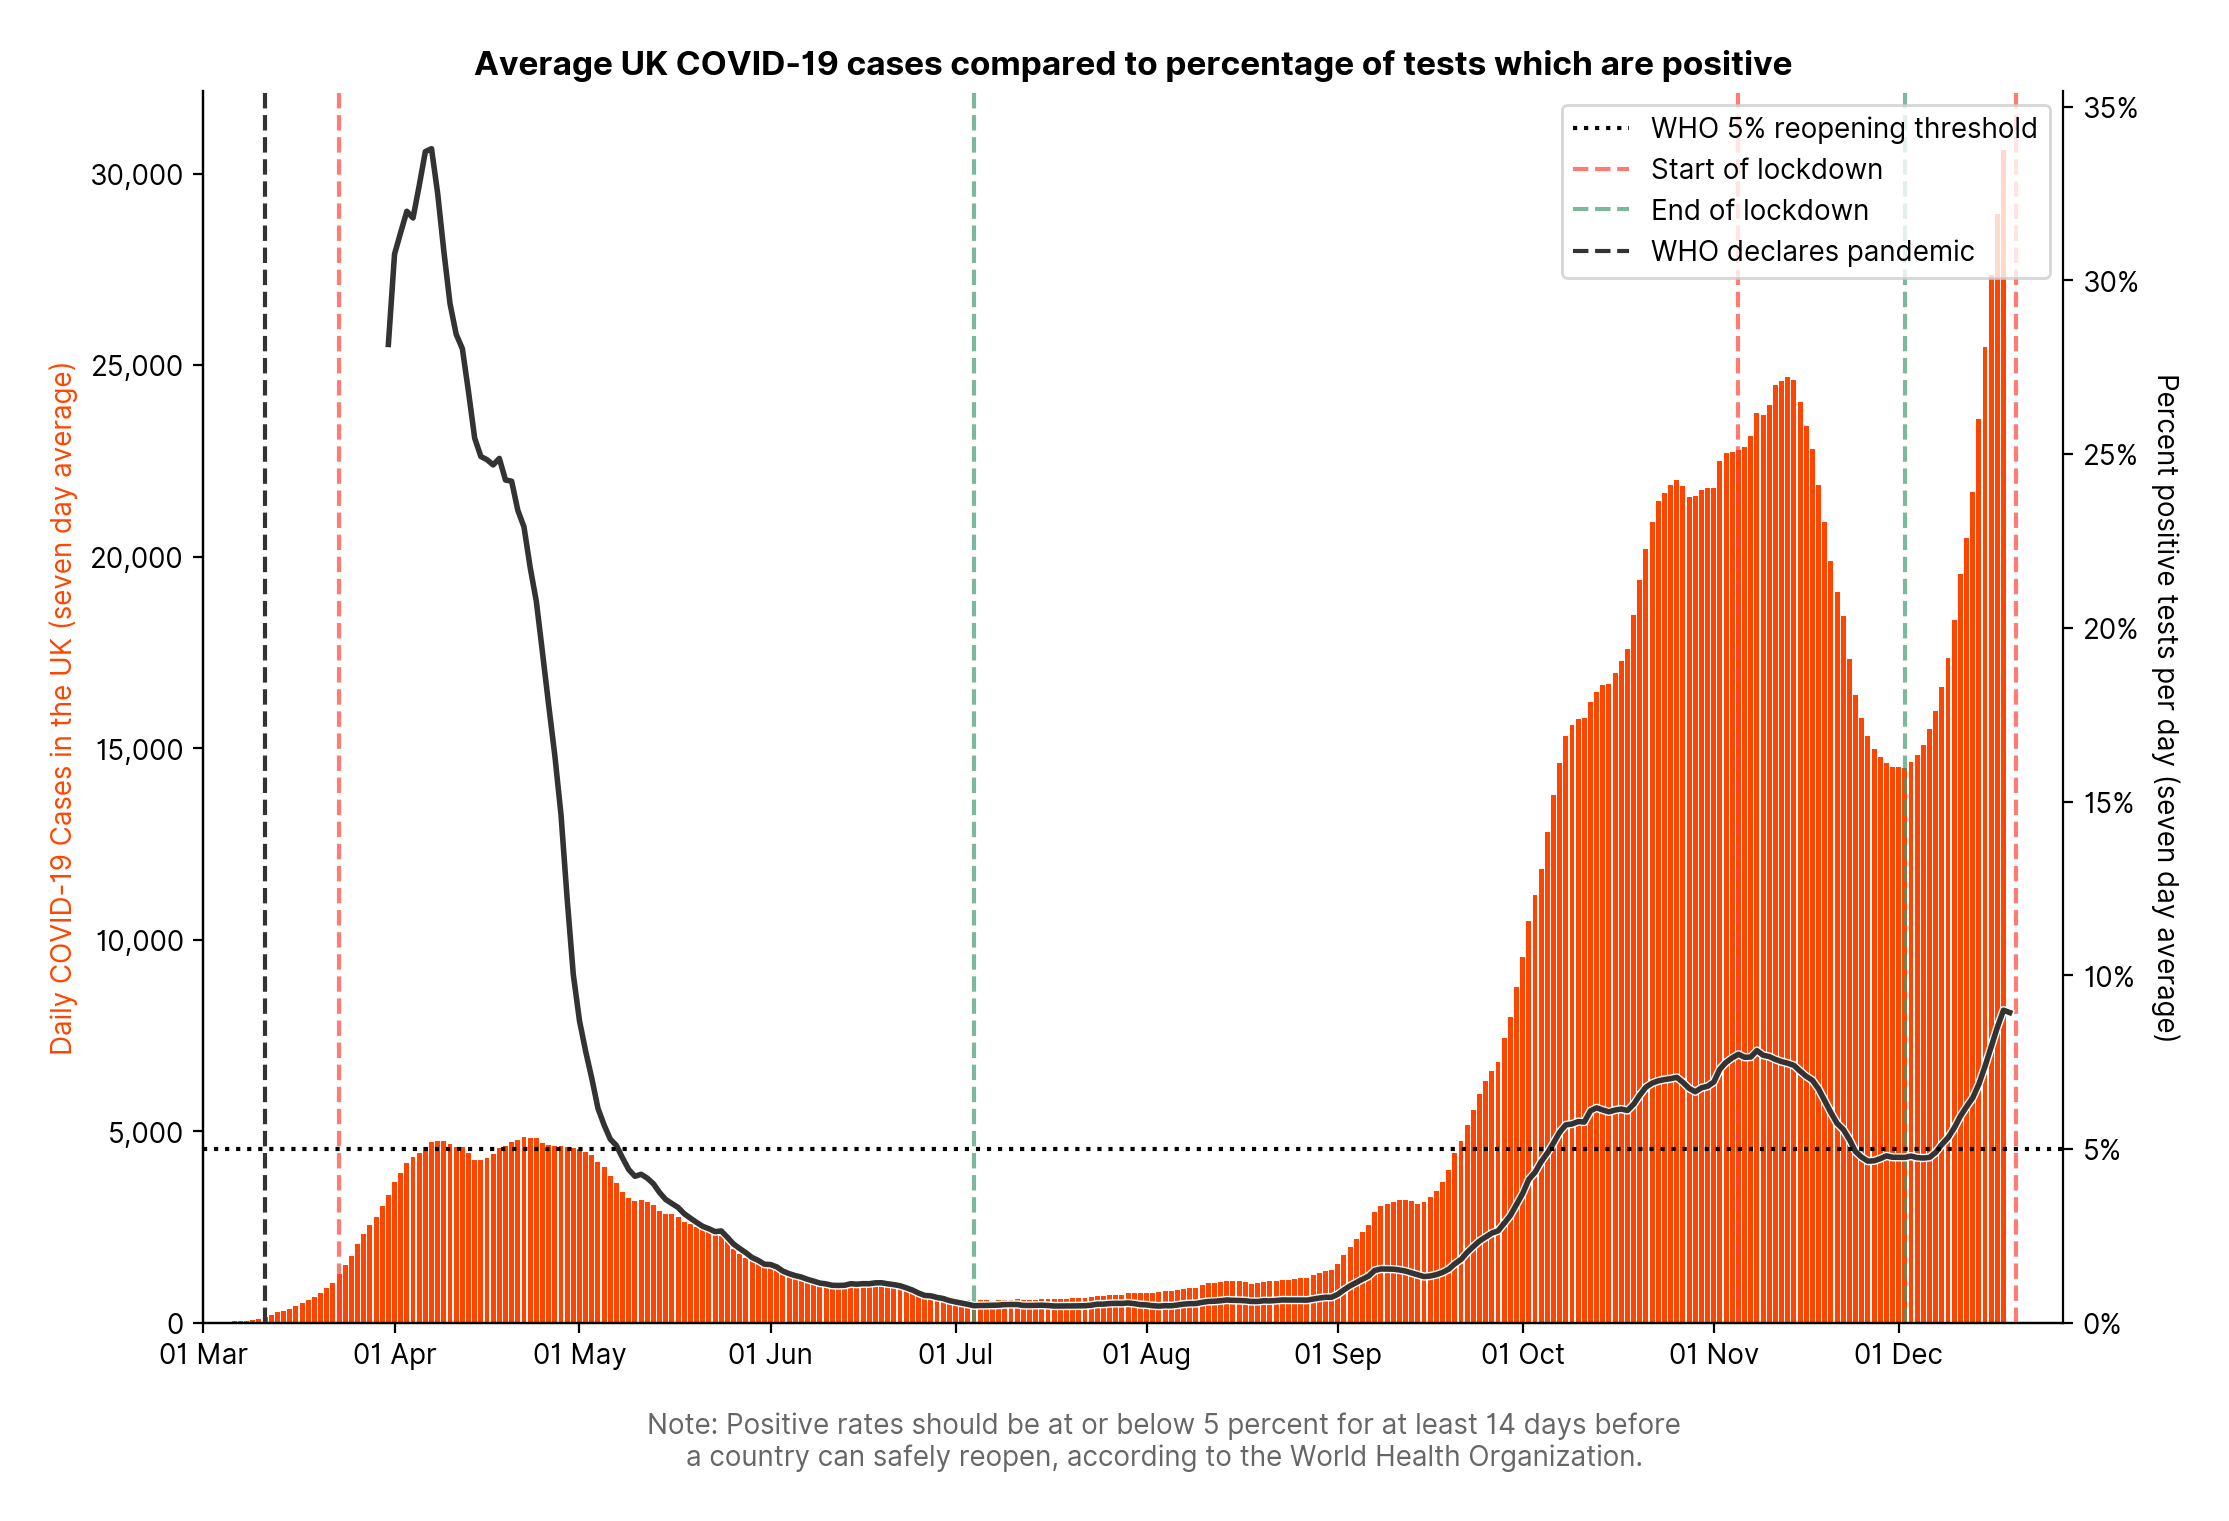 Average UK COVID-19 cases compared to percentage of tests which are positive
WHO 5% reopening threshold
Start of lockdown
End of lockdown
WHO declares pandemic
Daily COVID-19 Cases in the UK (seven day average)
30,000
25,000
20,000
15,000
10,000
5,000
0
35%
30%
25%
20%
15%
10%
5%
0%
Percent positive tests per day (seven day average)
01 Mar
01 Apr
01 May
01 Jun
01 Jul
01 Aug
01 Sep
01 Oct
01 Nov
01 Dec
Note: Positive rates should be at or below 5 percent for at least 14 days before
a country can safely reopen, according to the World Health Organization.